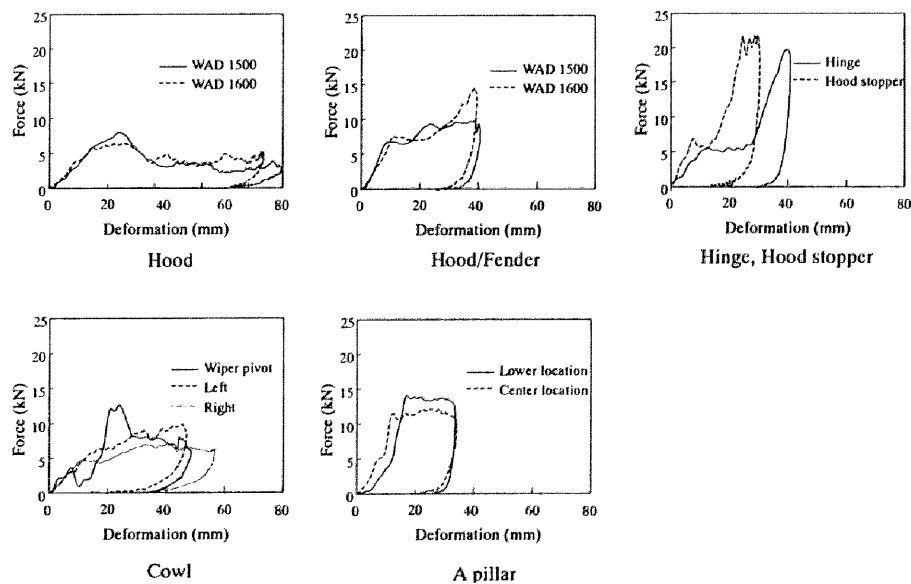 25
20
15
10
5
0
Force (kN)
WAD 1500
WAD 1600
0 20 40 60 80
Deformation (mm)
Hood
25
20
15
10
5
0
Force (kN)
WAD 1500
WAD 1600
0 20 40 60 80
Deformation (mm)
Hood/Fender
25
20
15
10
5
0
Force (kN)
Hinge
Hood stopper
0 20 40 60 80
Deformation (mm)
Hinge, Hood stopper
25
20
15
10
5
0
Force (kN)
Wiper pivot
Left
Right
0 20 40 60 80
Deformation (mm)
Cowl
25
20
15
10
5
0
Force (kN)
Lower location
Center location
0 20 40 60 80
Deformation (mm)
A pillar